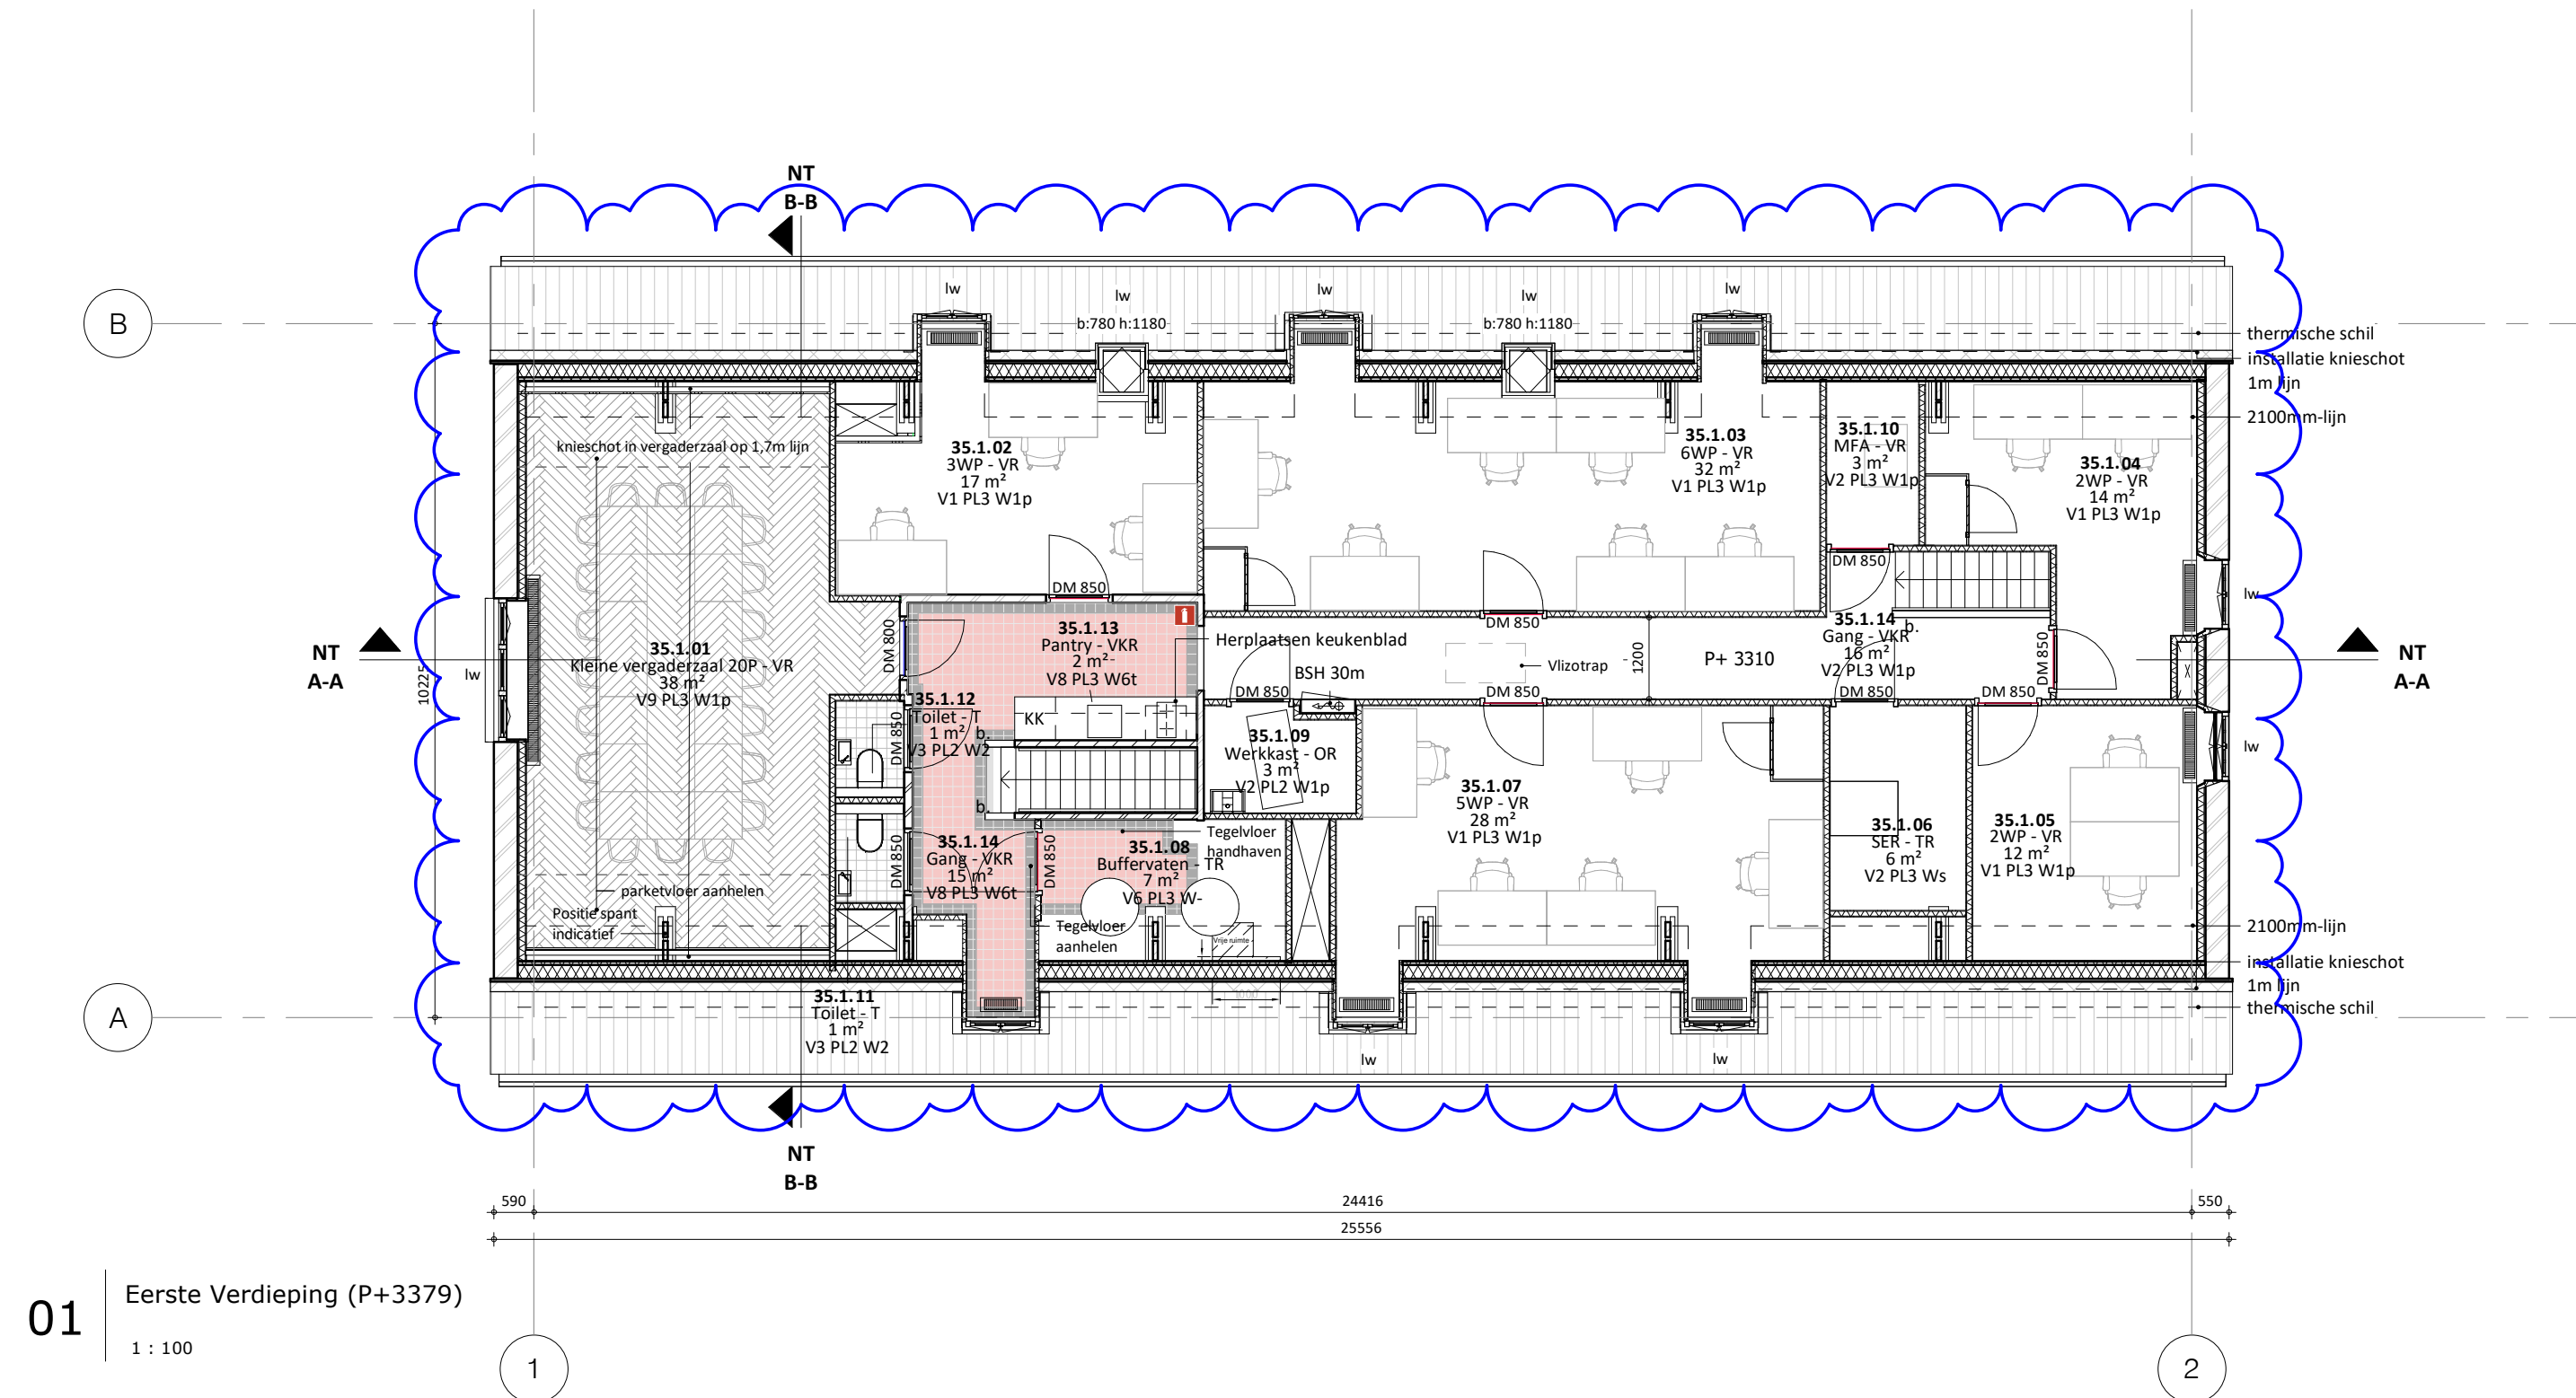 NT
B-B
B
lw
lw
lw
lw
lw
b:780 h:1180
b:780 h:1180
thermische schil
installatie knieschot
1m lijn
2100mm-lijn
knieschot in vergaderzaal op 1,7m lijn
35.1.02
3WP - VR
17 m²
V1 PL3 W1p
35.1.03
6WP - VR
32 m²
V1 PL3 W1p
35.1.10
MFA - VR
3 m²
V2 PL3 W1p
35.1.04
2WP - VR
14 m²
V1 PL3 W1p
DM 850
DM 850
DM 850
lw
NT
A-A
10225
lw
35.1.01
Kleine vergaderzaal 20P - VR
38 m²
V9 PL3 W1p
DM 800
35.1.13
Pantry - VKR
2 m²
V8 PL3 W6t
Herplaatsen keukenblad
BSH 30m
Vlizotrap
1200
P+ 3310
35.1.14
Gang - VKR
16 m²
V2 PL3 W1p
b.
DM 850
NT
A-A
DM 850
DM 850
DM 850
DM 850
35.1.12
Toilet - T
1 m²
V3 PL2 W2
DM 850
KK
b.
b.
35.1.09
Werkkast - OR
3 m²
V2 PL2 W1p
lw
35.1.07
5WP - VR
28 m²
V1 PL3 W1p
35.1.06
SER - TR
6 m²
V2 PL3 Ws
35.1.05
2WP - VR
12 m²
V1 PL3 W1p
Tegelvloer
handhaven
35.1.14
Gang - VKR
15 m²
V8 PL3 W6t
DM 850
DM 850
35.1.08
Buffervaten - TR
7 m²
V6 PL3 W-
parketvloer aanhelen
Positie spant
indicatief
Tegelvloer
aanhelen
Vrije ruimte
2100mm-lijn
installatie knieschot
1m lijn
thermische schil
35.1.11
Toilet - T
1 m²
V3 PL2 W2
A
lw
lw
NT
B-B
590
24416
550
25556
01
Eerste Verdieping (P+3379)
1 : 100
1
2